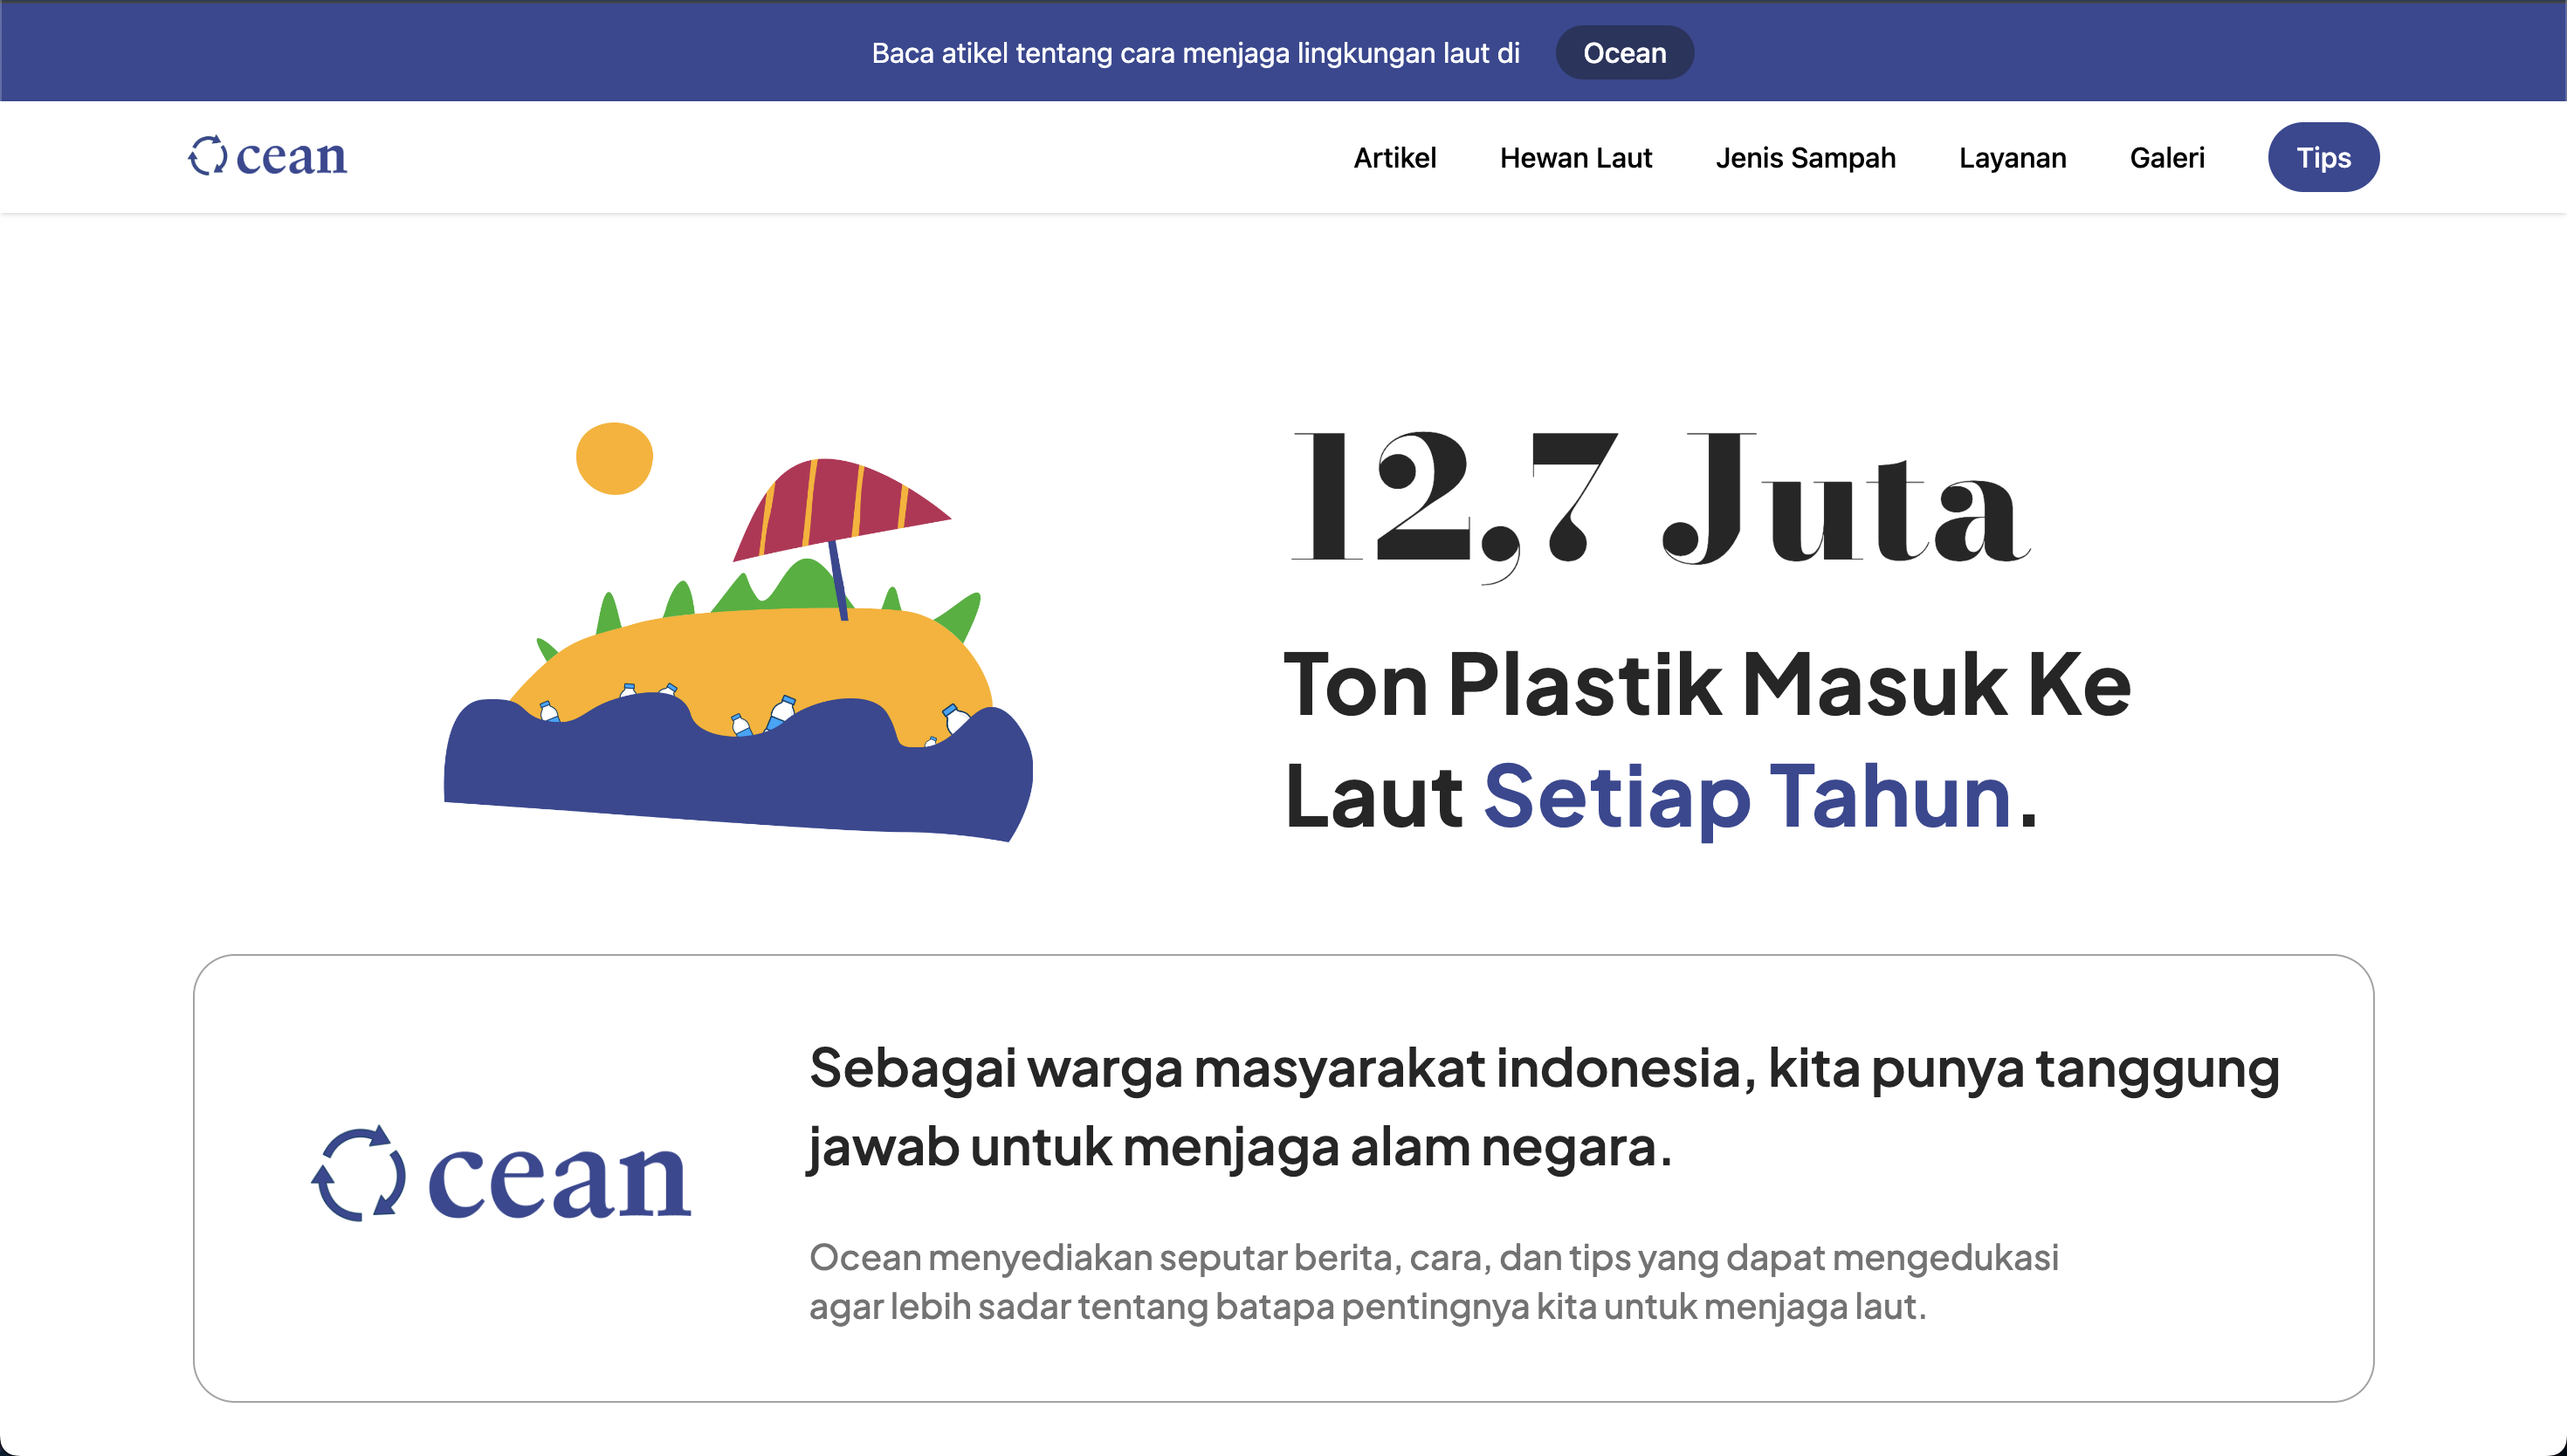 Baca atikel tentang cara menjaga lingkungan laut di Ocean
cean Artikel Hewan Laut Jenis Sampah Layanan Galeri Tips
12,7 Juta
Ton Plastik Masuk Ke
Laut Setiap Tahun.
cean
Sebagai warga masyarakat indonesia, kita punya tanggung
jawab untuk menjaga alam negara.
Ocean menyediakan seputar berita, cara, dan tips yang dapat mengedukasi
agar lebih sadar tentang batapa pentingnya kita untuk menjaga laut.